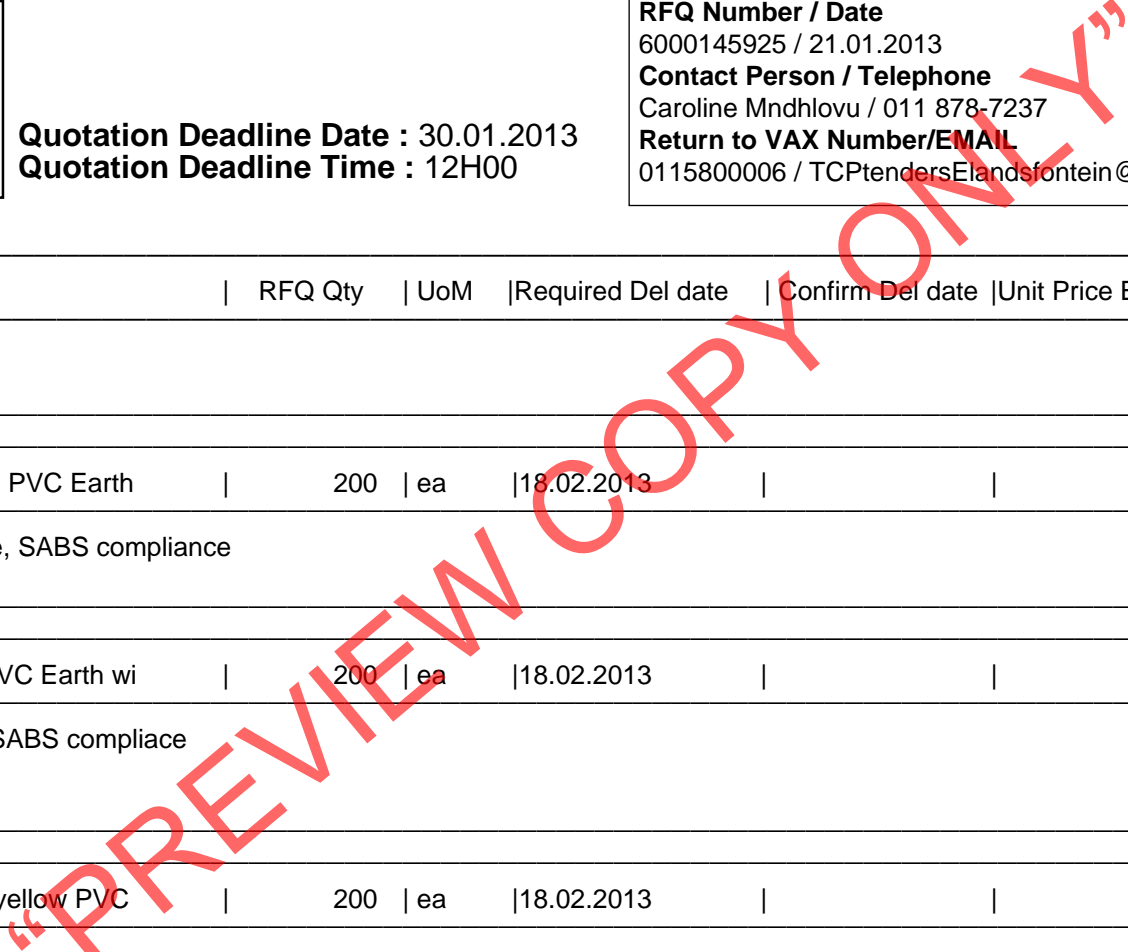 RFQ Number / Date
6000145925 / 21.01.2013
Contact Person / Telephone
Caroline Mndhlovu / 011 878-7237
Return to VAX Number/EMAIL
0115800006 / TCPtendersElandsfontein@
Quotation Deadline Date : 30.01.2013
Quotation Deadline Time : 12H00
| RFQ Qty | UoM |Required Del date | Confirm Del date |Unit Price E
PVC Earth | 200 | ea |18.02.2013 | |
e, SABS compliance
VC Earth wi | 200 | ea |18.02.2013 | |
SABS compliace
yellow PVC | 200 | ea |18.02.2013 | |
“PREVIEW COPY ONLY”